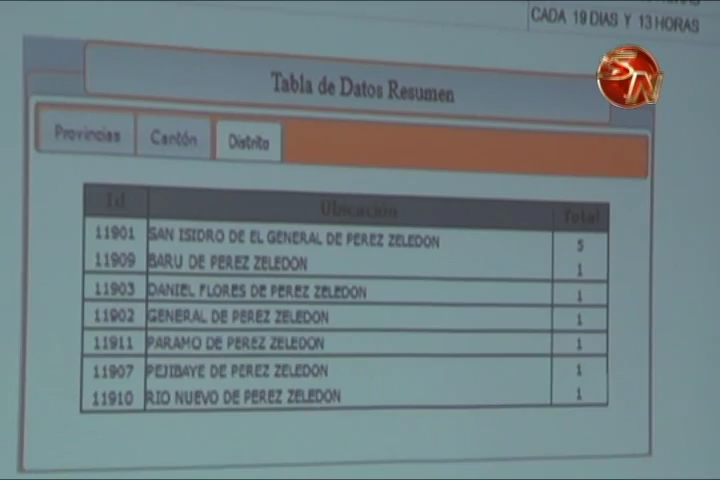 CADA 19 DIAS Y 13 HORAS
SN
Tabla de Datos Resumen
Provincias Cantón Distrito
Id Ubicación Total
11901 SAN ISIDRO DE EL GENERAL DE PEREZ ZELEDON 5
11909 BARU DE PEREZ ZELEDON 1
11903 DANIEL FLORES DE PEREZ ZELEDON 1
11902 GENERAL DE PEREZ ZELEDON 1
11911 PARAMO DE PEREZ ZELEDON 1
11907 PEJIBAYE DE PEREZ ZELEDON 1
11910 RIO NUEVO DE PEREZ ZELEDON 1